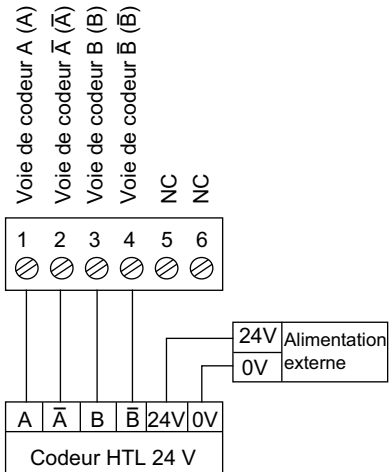 Voie de codeur A (A)
Voie de codeur A̅ (A̅)
Voie de codeur B (B)
Voie de codeur B̅ (B̅)
NC
NC
1 2 3 4 5 6
24V Alimentation
0V externe
A A̅ B B̅ 24V 0V
Codeur HTL 24 V